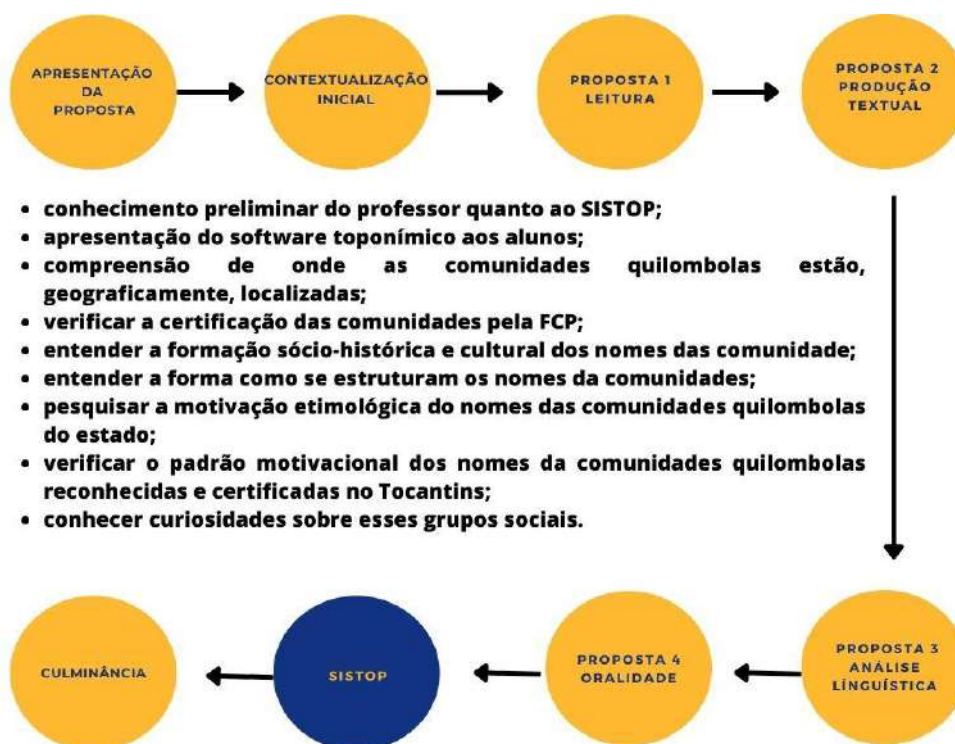 APRESENTAÇÃO
DA
PROPOSTA
CONTEXTUALIZAÇÃO
INICIAL
PROPOSTA 1
LEITURA
PROPOSTA 2
PRODUÇÃO
TEXTUAL
• conhecimento preliminar do professor quanto ao SISTOP;
• apresentação do software toponímico aos alunos;
• compreensão de onde as comunidades quilombolas estão,
geograficamente, localizadas;
• verificar a certificação das comunidades pela FCP;
• entender a formação sócio-histórica e cultural dos nomes das comunidade;
• entender a forma como se estruturam os nomes da comunidades;
• pesquisar a motivação etimológica do nomes das comunidades quilombolas
do estado;
• verificar o padrão motivacional dos nomes da comunidades quilombolas
reconhecidas e certificadas no Tocantins;
• conhecer curiosidades sobre esses grupos sociais.
PROPOSTA 3
ANÁLISE
LÍNGUÍSTICA
PROPOSTA 4
ORALIDADE
SISTOP
CULMINÂNCIA